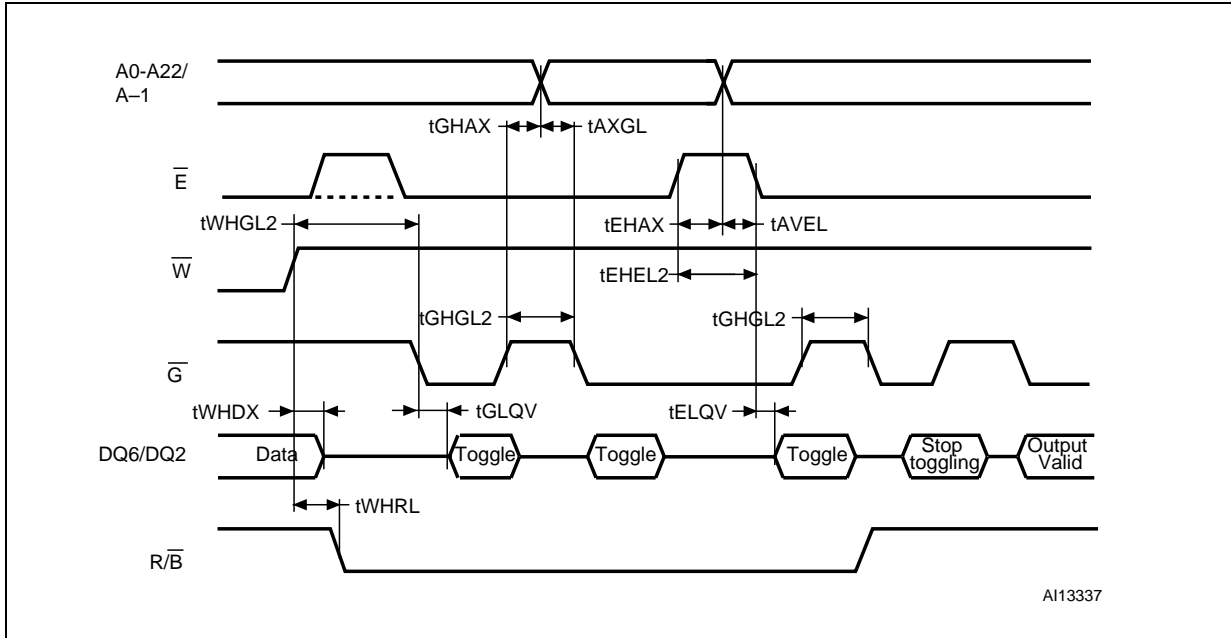 A0-A22/
A–1
tGHAX
tAXGL
E
tWHGL2
tEHAX
tAVEL
W
tEHEL2
tGHGL2
tGHGL2
G
tWHDX
tGLQV
tELQV
DQ6/DQ2
Data
Toggle
Toggle
Toggle
Stop
toggling
Output
Valid
tWHRL
R/B
AI13337